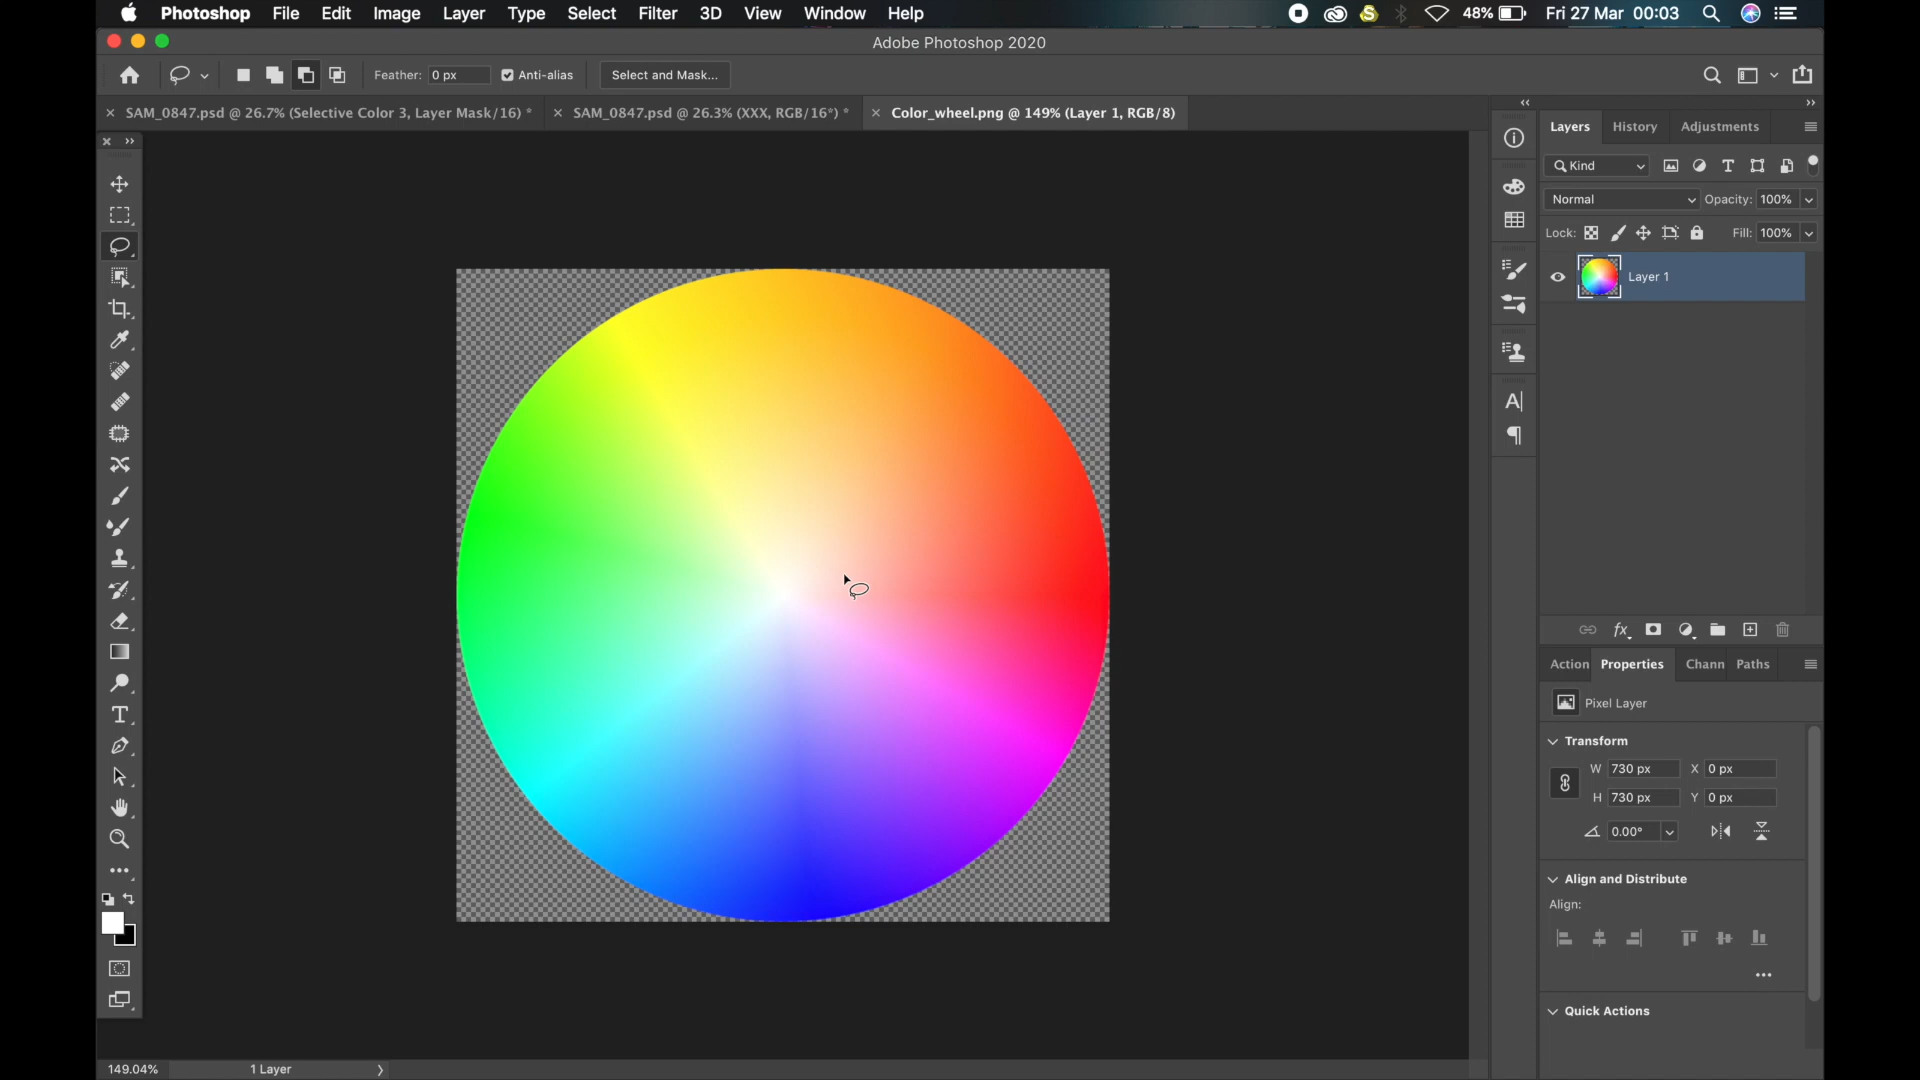 Photoshop File Edit Image Layer Type Select Filter 3D View Window Help 48% Fri 27 Mar 00:03
Adobe Photoshop 2020
Feather: 0 px Anti-alias Select and Mask...
SAM_0847.psd @ 26.7% (Selective Color 3, Layer Mask/16) * SAM_0847.psd @ 26.3% (XXX, RGB/16*) * Color_wheel.png @ 149% (Layer 1, RGB/8)
Layers History Adjustments
Kind
Normal Opacity: 100%
Lock: Fill: 100%
Layer 1
Action Properties Chann Paths
Pixel Layer
Transform
W 730 px X 0 px
H 730 px Y 0 px
0.00°
Align and Distribute
Align:
Quick Actions
149.04% 1 Layer